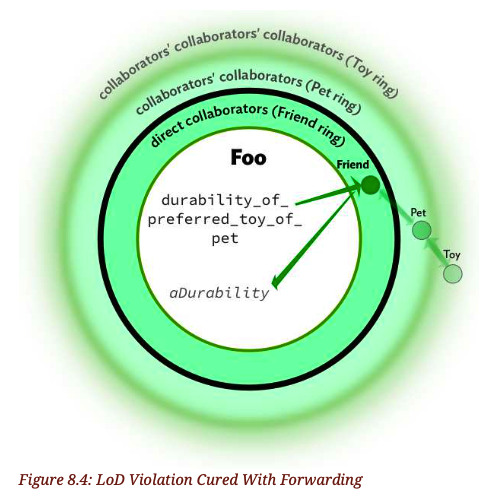 collaborators' collaborators' collaborators (Toy ring)
collaborators' collaborators (Pet ring)
direct collaborators (Friend ring)
Foo
Friend
durability_of_
preferred_toy_of_
pet
Pet
Toy
aDurability
Figure 8.4: LoD Violation Cured With Forwarding